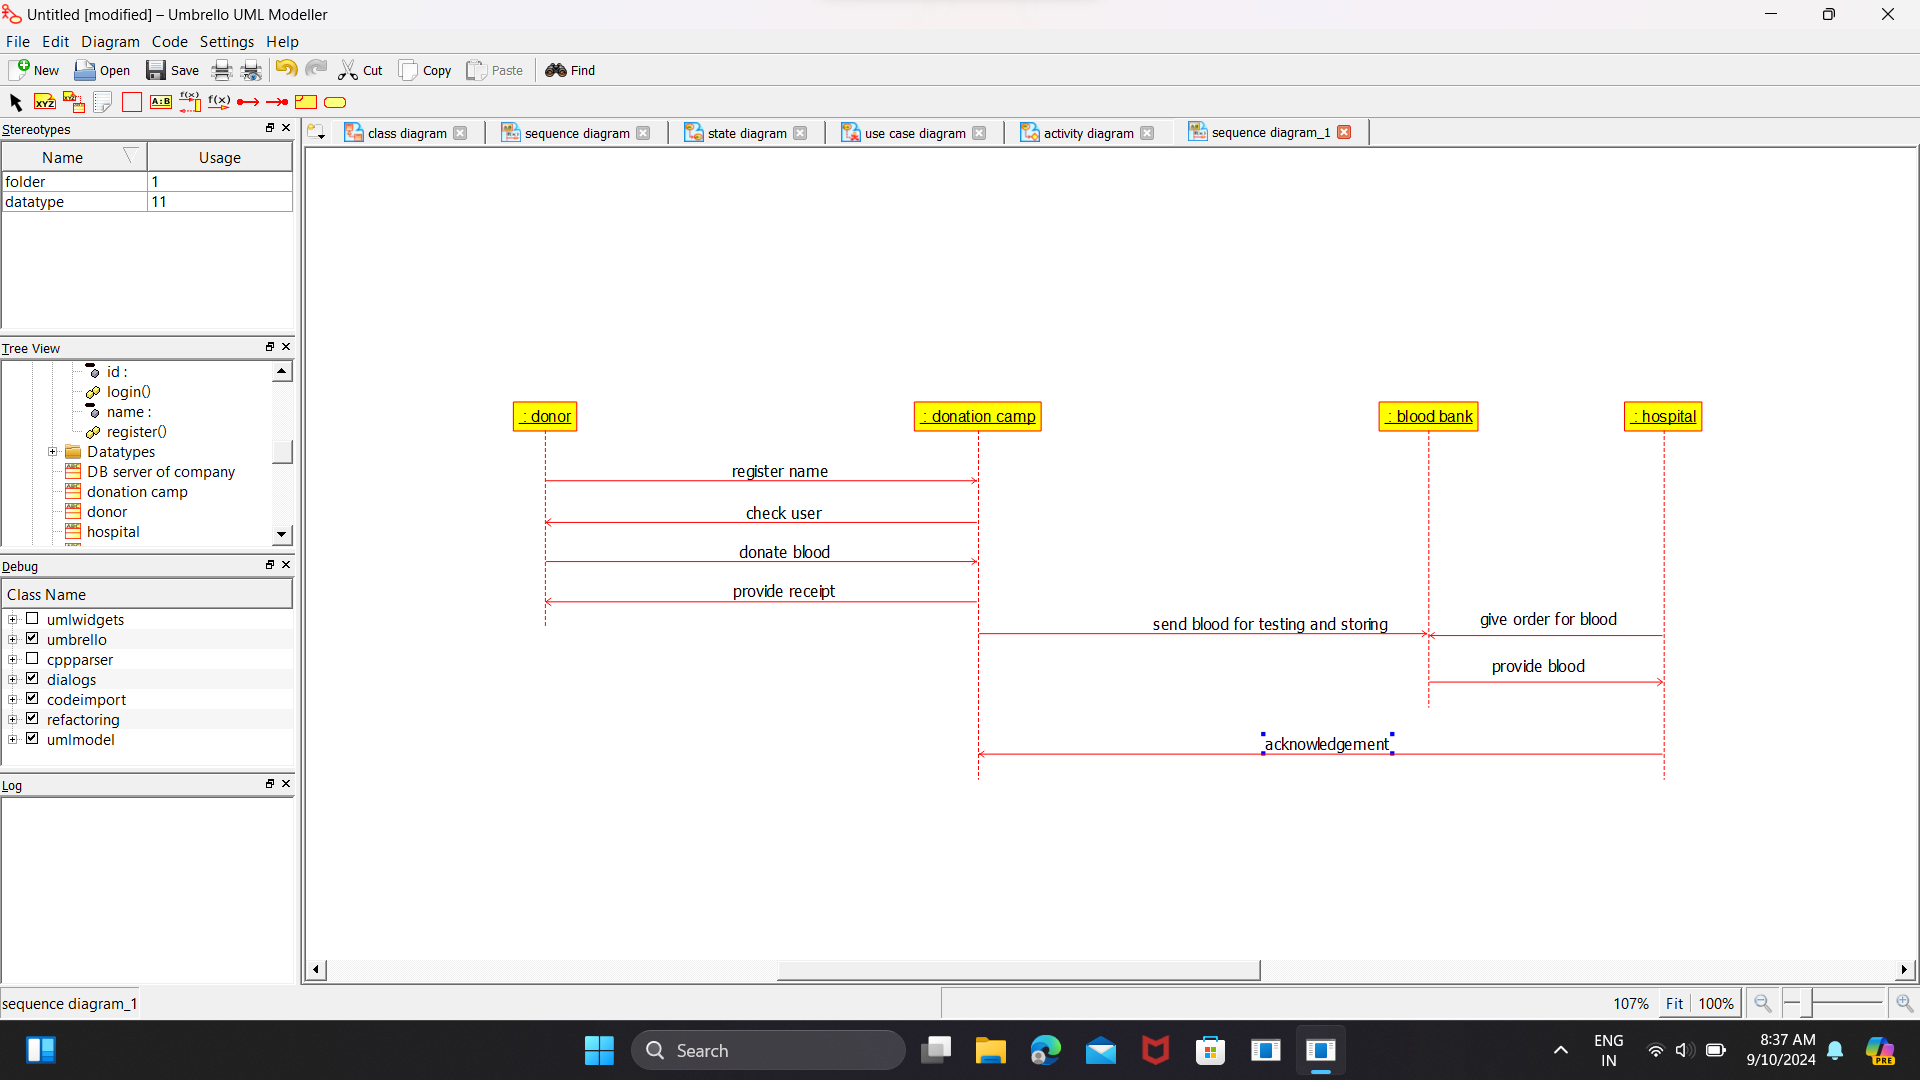 Untitled [modified] – Umbrello UML Modeller
File Edit Diagram Code Settings Help
New Open Save Cut Copy Paste Find
XYZ A:B f(x) f(x)
Stereotypes
Name Usage
folder 1
datatype 11
Tree View
id :
login()
name :
register()
Datatypes
DB server of company
donation camp
donor
hospital
Debug
Class Name
umlwidgets
umbrello
cppparser
dialogs
codeimport
refactoring
umlmodel
Log
class diagram sequence diagram state diagram use case diagram activity diagram sequence diagram_1
: donor : donation camp : blood bank : hospital
register name
check user
donate blood
provide receipt
send blood for testing and storing give order for blood
provide blood
acknowledgement
sequence diagram_1 107% Fit 100%
Search
ENG
IN
8:37 AM
9/10/2024
PRE